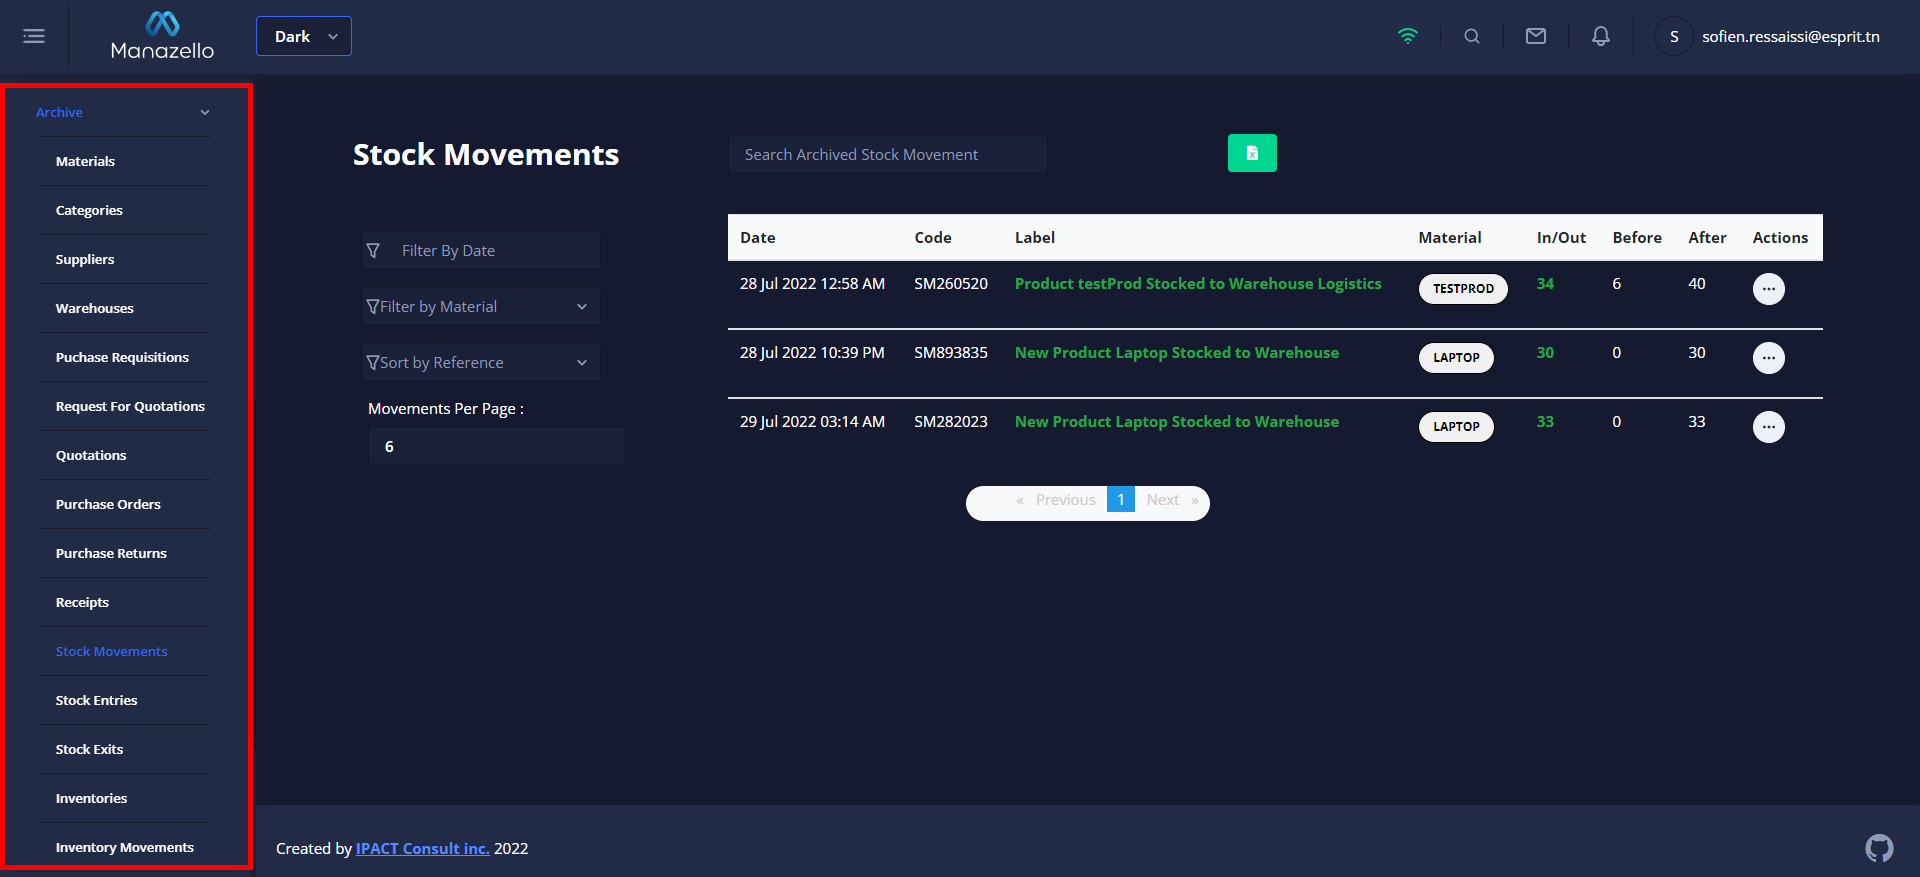 Manazello
Dark
S
sofien.ressaissi@esprit.tn
Archive
Materials
Categories
Suppliers
Warehouses
Puchase Requisitions
Request For Quotations
Quotations
Purchase Orders
Purchase Returns
Receipts
Stock Movements
Stock Entries
Stock Exits
Inventories
Inventory Movements
Stock Movements
Search Archived Stock Movement
Filter By Date
Filter by Material
Sort by Reference
Movements Per Page :
6
Date Code Label Material In/Out Before After Actions
28 Jul 2022 12:58 AM SM260520 Product testProd Stocked to Warehouse Logistics TESTPROD 34 6 40
28 Jul 2022 10:39 PM SM893835 New Product Laptop Stocked to Warehouse LAPTOP 30 0 30
29 Jul 2022 03:14 AM SM282023 New Product Laptop Stocked to Warehouse LAPTOP 33 0 33
« Previous 1 Next »
Created by IPACT Consult inc. 2022